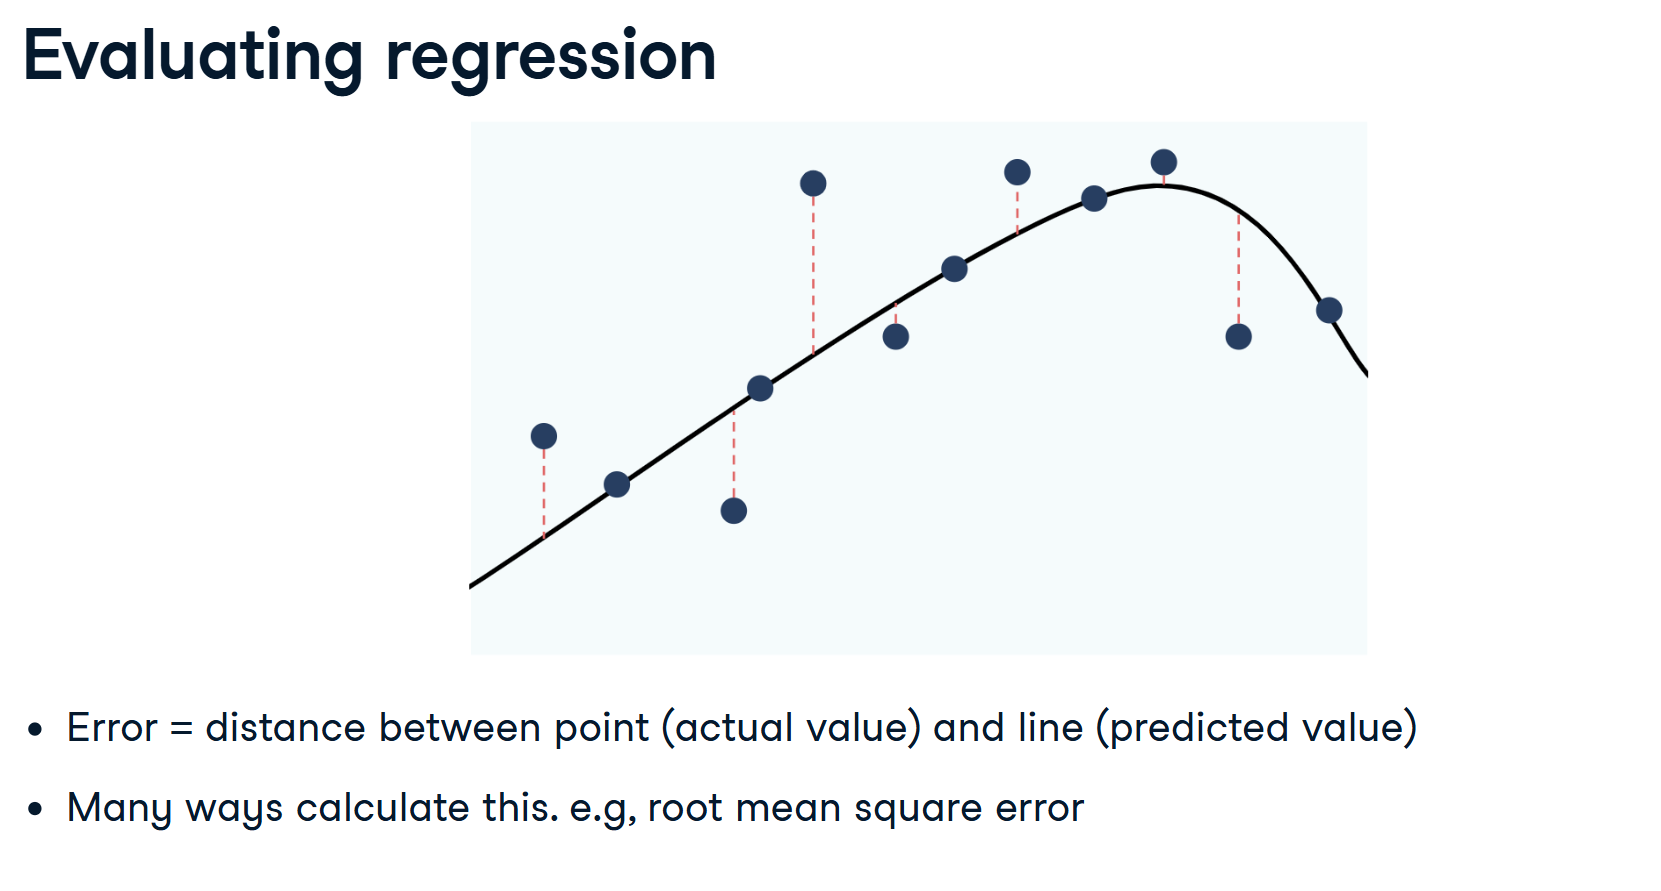 Evaluating regression
• Error = distance between point (actual value) and line (predicted value)
• Many ways calculate this. e.g, root mean square error